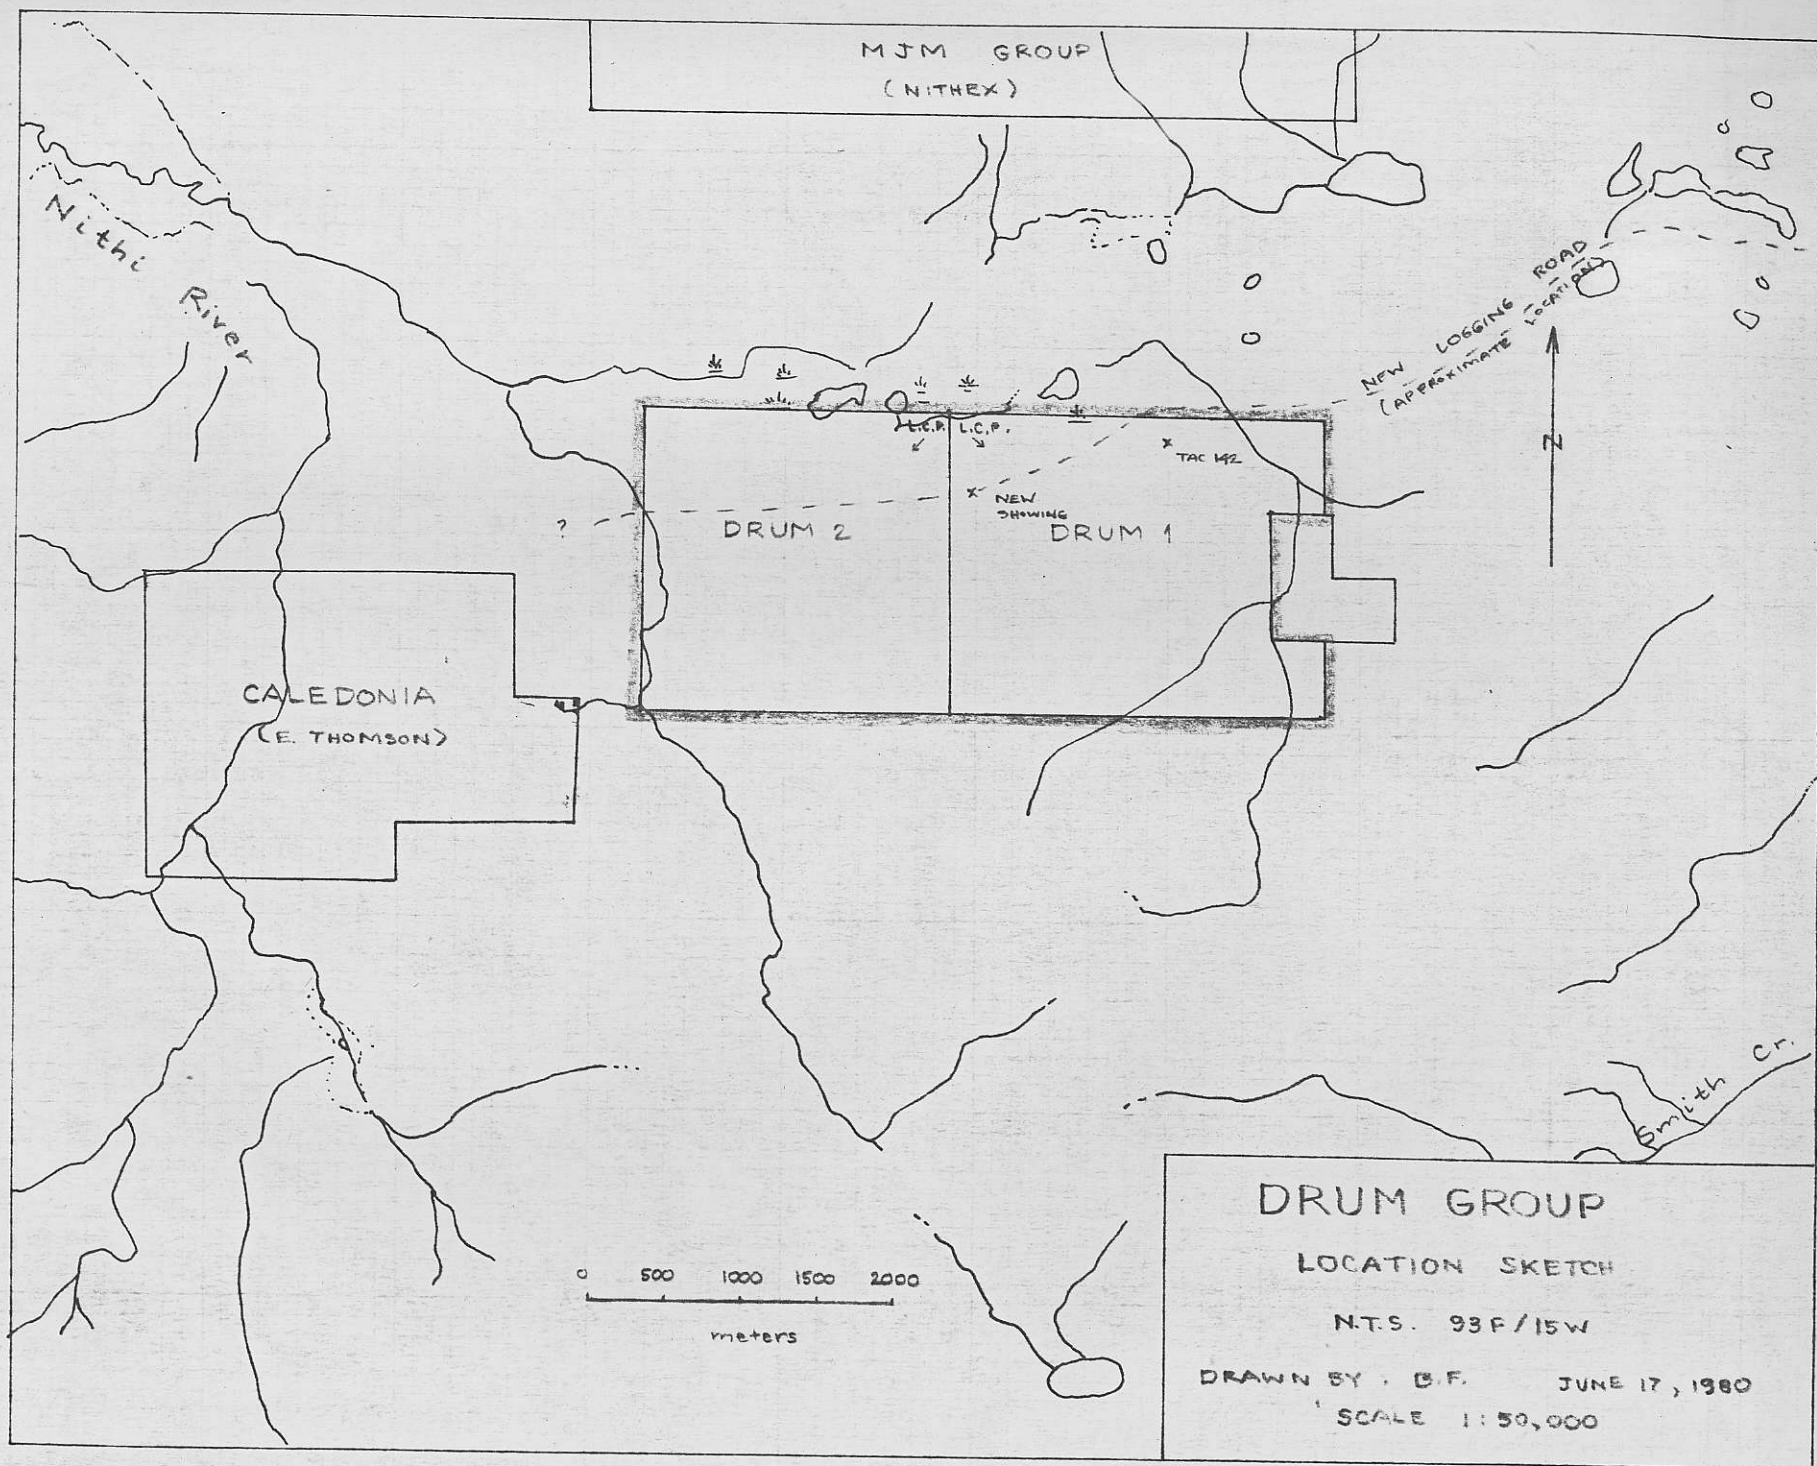 MJM GROUP
(NITHEX)
Nithi River
NEW LOGGING ROAD
(APPROXIMATE LOCATION)
N
L.C.P. L.C.P.
x TAC 142
x NEW
SHOWING
?
DRUM 2
DRUM 1
CALEDONIA
(E. THOMSON)
Smith Cr.
0 500 1000 1500 2000
meters
DRUM GROUP
LOCATION SKETCH
N.T.S. 93F/15W
DRAWN BY . B.F. JUNE 17, 1980
SCALE 1:50,000